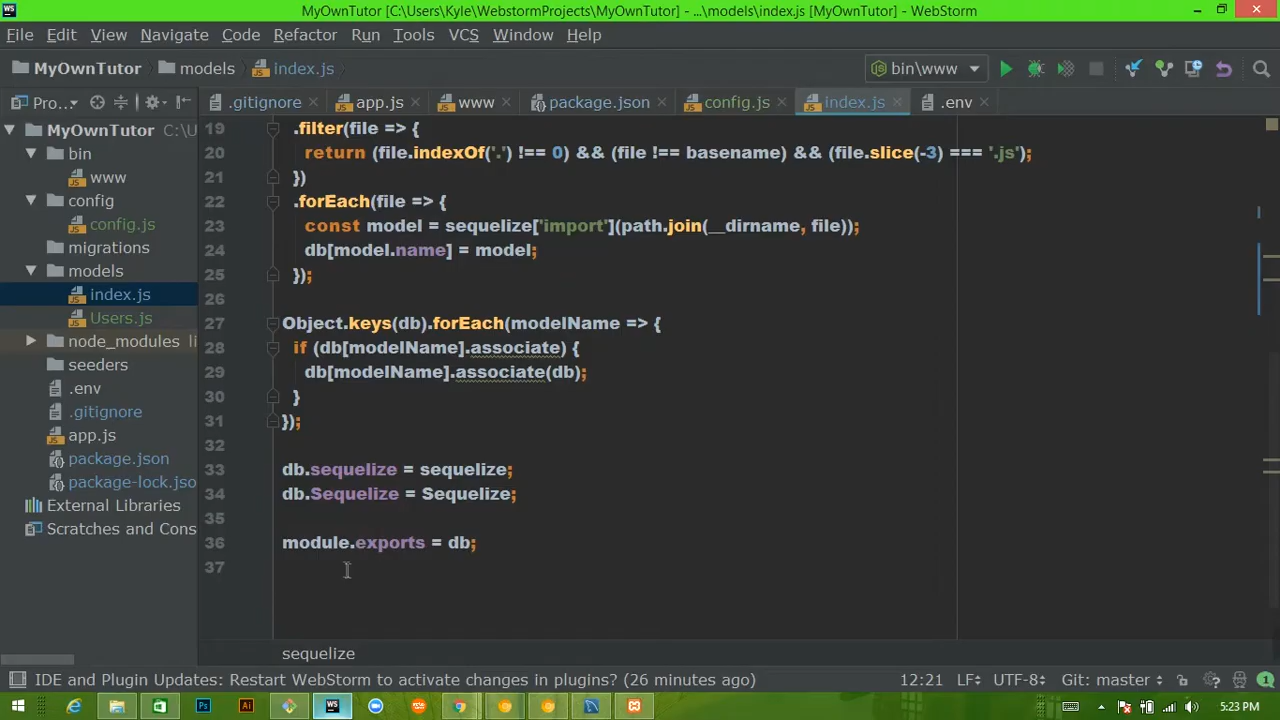 MyOwnTutor [C:\Users\Kyle\WebstormProjects\MyOwnTutor] - ...\models\index.js [MyOwnTutor] - WebStorm
File Edit View Navigate Code Refactor Run Tools VCS Window Help
MyOwnTutor models index.js bin\www
Pro... .gitignore app.js www package.json config.js index.js .env
MyOwnTutor C:\U
bin
www
config
config.js
migrations
models
index.js
Users.js
node_modules li
seeders
.env
.gitignore
app.js
package.json
package-lock.jso
External Libraries
Scratches and Cons
19 .filter(file => {
20 return (file.indexOf('.') !== 0) && (file !== basename) && (file.slice(-3) === '.js');
21 })
22 .forEach(file => {
23 const model = sequelize['import'](path.join(__dirname, file));
24 db[model.name] = model;
25 });
26
27 Object.keys(db).forEach(modelName => {
28 if (db[modelName].associate) {
29 db[modelName].associate(db);
30 }
31 });
32
33 db.sequelize = sequelize;
34 db.Sequelize = Sequelize;
35
36 module.exports = db;
37
sequelize
IDE and Plugin Updates: Restart WebStorm to activate changes in plugins? (26 minutes ago) 12:21 LF÷ UTF-8÷ Git: master÷ 1
5:23 PM